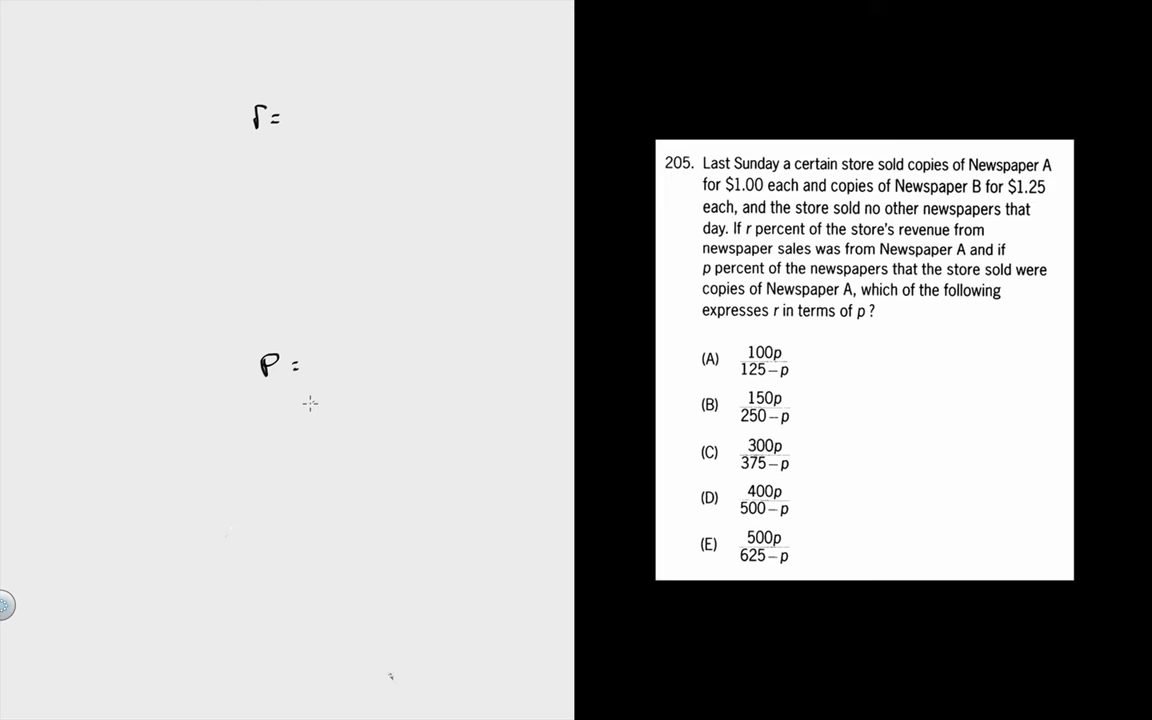 r=
P =
205. Last Sunday a certain store sold copies of Newspaper A
for $1.00 each and copies of Newspaper B for $1.25
each, and the store sold no other newspapers that
day. If r percent of the store's revenue from
newspaper sales was from Newspaper A and if
p percent of the newspapers that the store sold were
copies of Newspaper A, which of the following
expresses r in terms of p ?
(A) 100p
125 – p
(B) 150p
250 – p
(C) 300p
375 – p
(D) 400p
500 – p
(E) 500p
625 – p